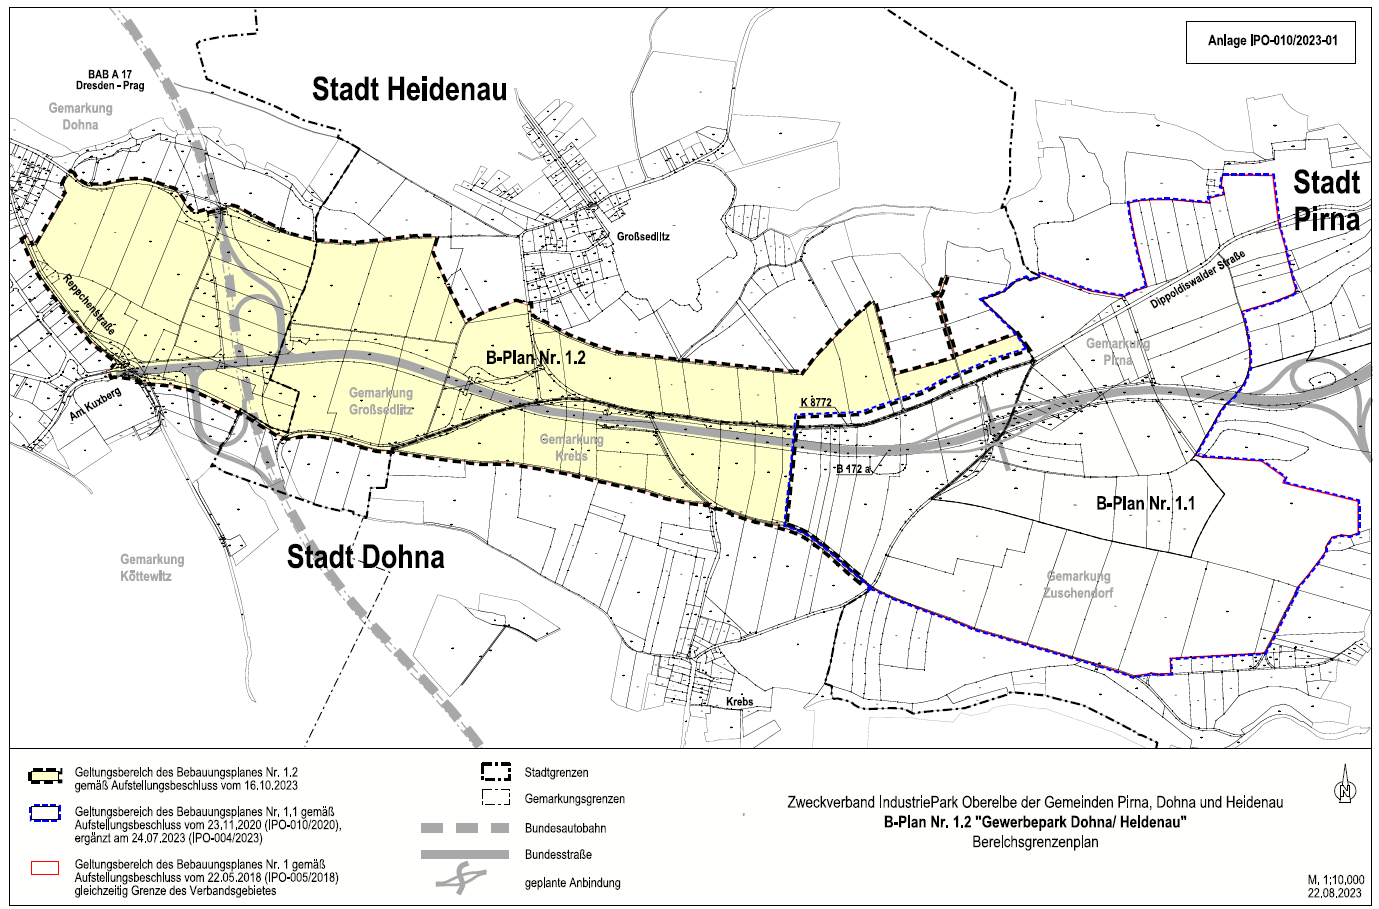 Anlage IPO-010/2023-01
BAB A 17
Dresden - Prag
Gemarkung
Dohna
Stadt Heidenau
Stadt
Pirna
Großsedlitz
Reppchenstraße
Dippoldiswalder Straße
Gemarkung
Pirna
B-Plan Nr. 1.2
Gemarkung
Großsedlitz
Am Kuxberg
K 8772
Gemarkung
Krebs
B 172 a
B-Plan Nr. 1.1
Stadt Dohna
Gemarkung
Köttewitz
Gemarkung
Zuschendorf
Krebs
Geltungsbereich des Bebauungsplanes Nr. 1.2
gemäß Aufstellungsbeschluss vom 16.10.2023
Geltungsbereich des Bebauungsplanes Nr. 1.1 gemäß
Aufstellungsbeschluss vom 23.11.2020 (IPO-010/2020),
ergänzt am 24.07.2023 (IPO-004/2023)
Geltungsbereich des Bebauungsplanes Nr. 1 gemäß
Aufstellungsbeschluss vom 22.05.2018 (IPO-005/2018)
gleichzeitig Grenze des Verbandsgebietes
Stadtgrenzen
Gemarkungsgrenzen
Bundesautobahn
Bundesstraße
geplante Anbindung
Zweckverband IndustriePark Oberelbe der Gemeinden Pirna, Dohna und Heidenau
B-Plan Nr. 1.2 "Gewerbepark Dohna/ Heidenau"
Bereichsgrenzenplan
N
M. 1:10.000
22.08.2023